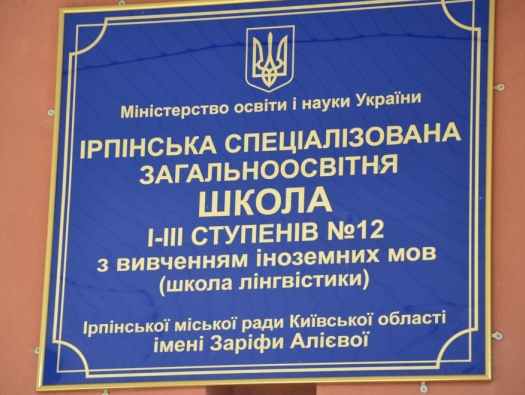 Міністерство освіти і науки України
ІРПІНСЬКА СПЕЦІАЛІЗОВАНА
ЗАГАЛЬНООСВІТНЯ
ШКОЛА
І-ІІІ СТУПЕНІВ №12
з вивченням іноземних мов
(школа лінгвістики)
Ірпінської міської ради Київської області
імені Заріфи Алієвої